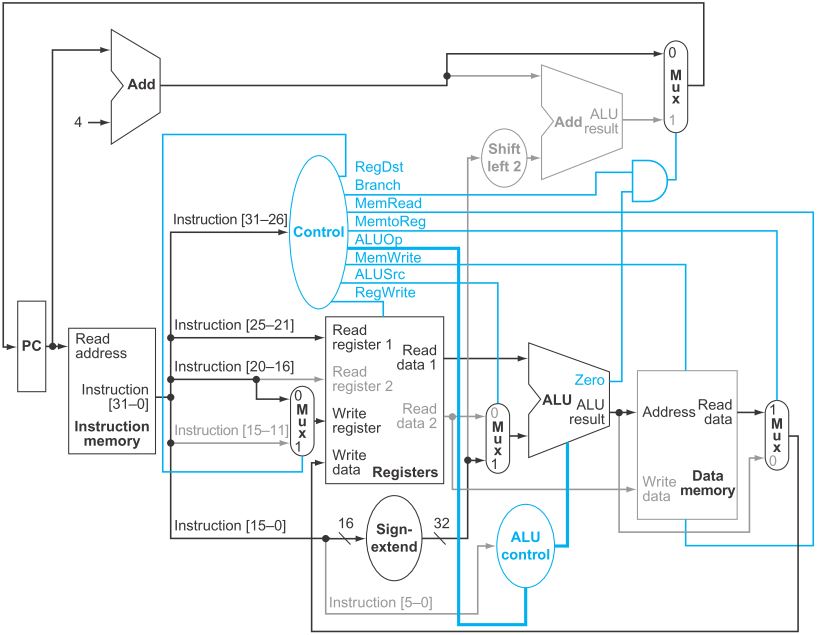 0
M
u
x
1
Add
4
Add
ALU
result
Shift
left 2
RegDst
Branch
MemRead
MemtoReg
ALUOp
MemWrite
ALUSrc
RegWrite
Control
Instruction [31–26]
Instruction [25–21]
Instruction [20–16]
Instruction [15–11]
Instruction [15–0]
Instruction [5–0]
PC
Read
address
Instruction
[31–0]
Instruction
memory
0
M
u
x
1
Read
register 1
Read
register 2
Write
register
Write
data
Read
data 1
Read
data 2
Registers
0
M
u
x
1
Zero
ALU
ALU
result
Address
Read
data
Write
data
Data
memory
1
M
u
x
0
16
Sign-
extend
32
ALU
control